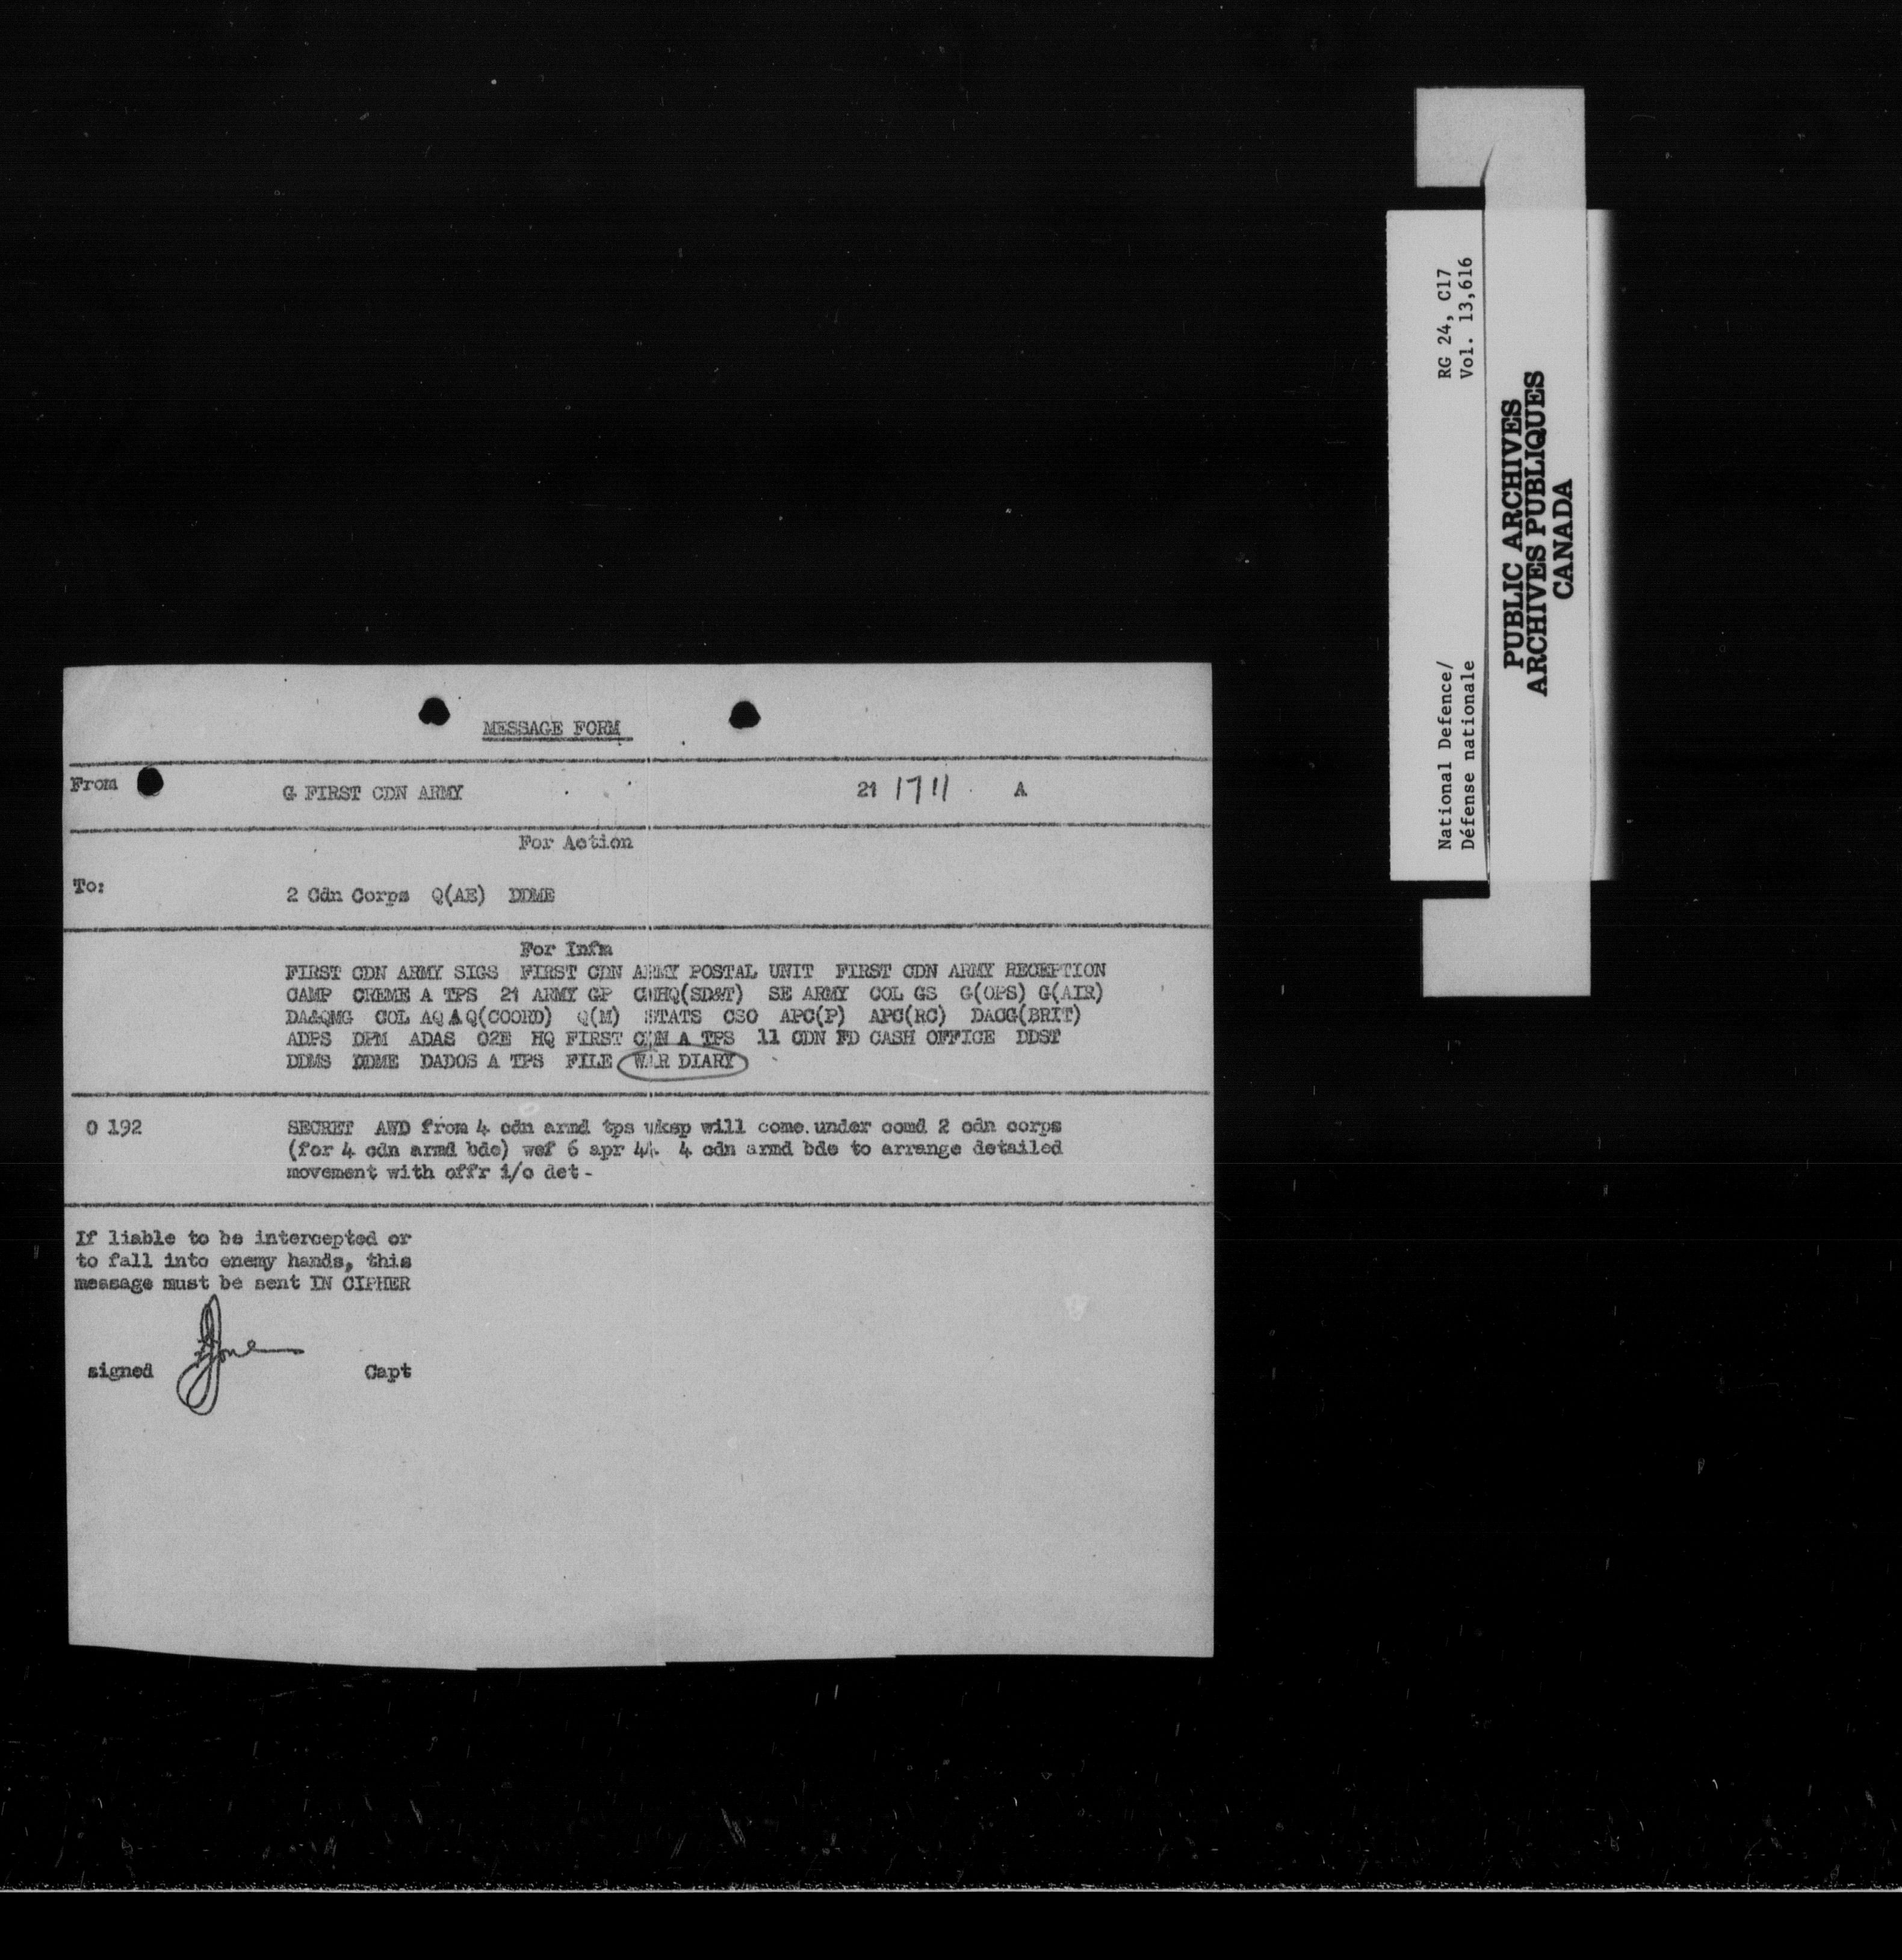 MESSAGE FORM
From
G FIRST CDN ARMY 21 1711 A
For Action
To:
2 Cdn Corps Q(AE) DDME
For Infm
FIRST CDN ARMY SIGS FIRST CDN ARMY POSTAL UNIT FIRST CDN ARMY RECEPTION
CAMP CREME A TPS 21 ARMY GP CMHQ(SD&T) SE ARMY COL GS G(OPS) G(AIR)
DA&QMG COL AQ A Q(COORD) Q(M) STATS CSO APC(P) APC(RC) DACG(BRIT)
ADPS DPM ADAS O2E HQ FIRST CDN A TPS 11 CDN FD CASH OFFICE DDST
DDMS DDME DADOS A TPS FILE WAR DIARY
O 192 SECRET AWD from 4 cdn armd tps wksp will come under comd 2 cdn corps
(for 4 cdn armd bde) wef 6 apr 44. 4 cdn armd bde to arrange detailed
movement with offr i/c det -
If liable to be intercepted or
to fall into enemy hands, this
message must be sent IN CIPHER
signed Capt
National Defence/ RG 24, C17
Défense nationale Vol. 13,616
PUBLIC ARCHIVES
ARCHIVES PUBLIQUES
CANADA